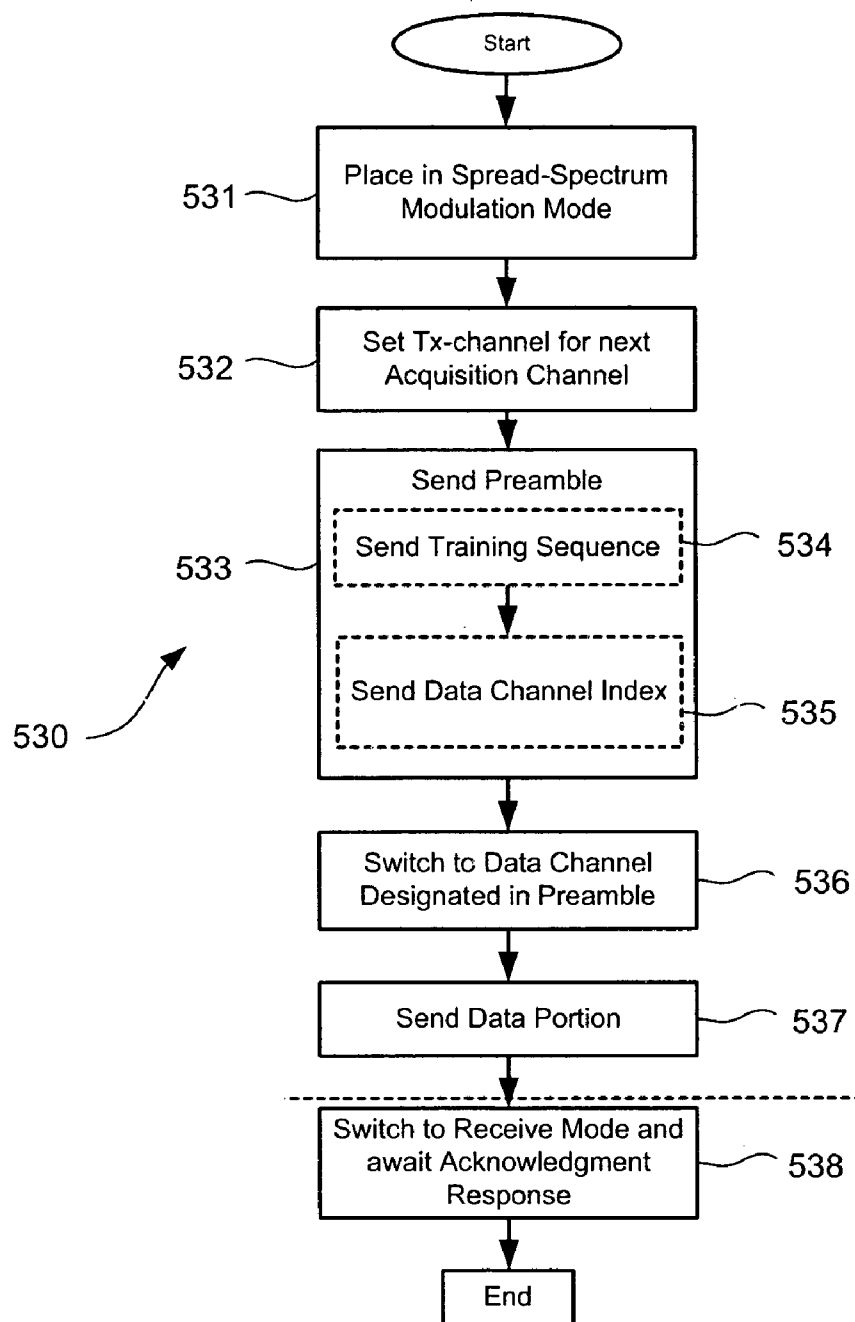 Start
Place in Spread-Spectrum
Modulation Mode
531
Set Tx-channel for next
Acquisition Channel
532
Send Preamble
Send Training Sequence
534
533
Send Data Channel Index
535
530
Switch to Data Channel
Designated in Preamble
536
Send Data Portion
537
Switch to Receive Mode and
await Acknowledgment
Response
538
End